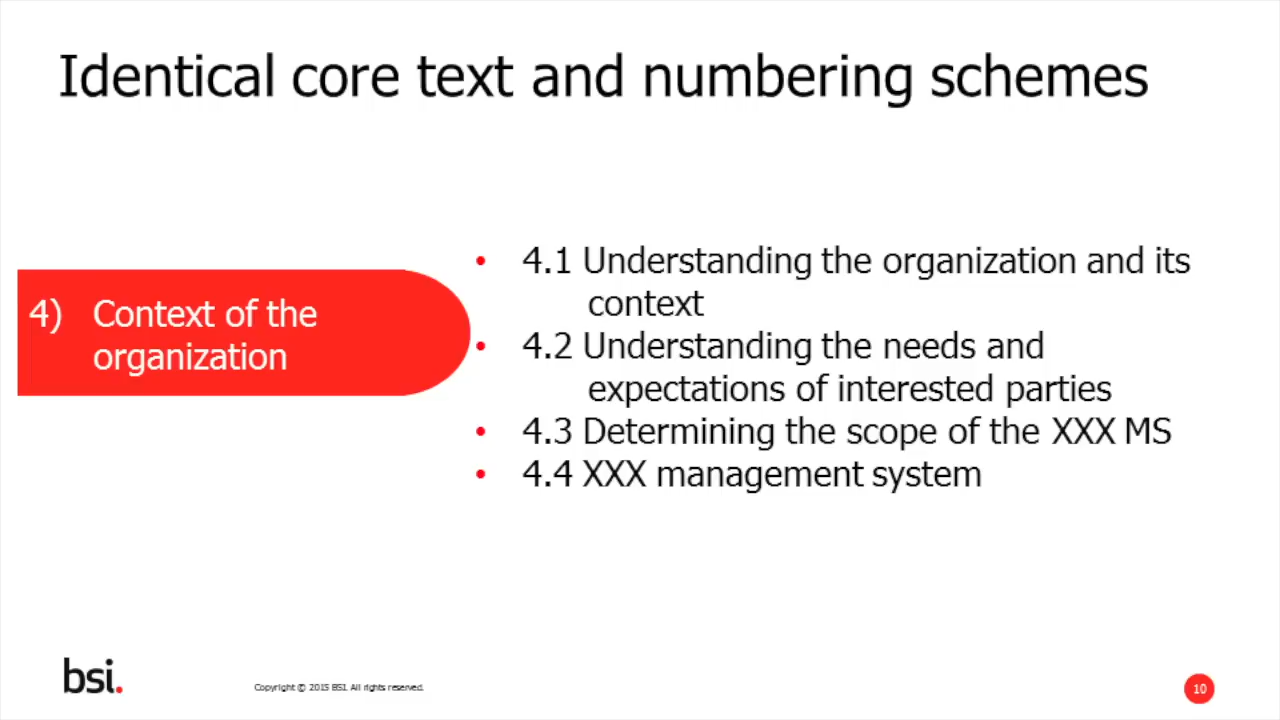 Identical core text and numbering schemes
4) Context of the
organization
• 4.1 Understanding the organization and its
context
• 4.2 Understanding the needs and
expectations of interested parties
• 4.3 Determining the scope of the XXX MS
• 4.4 XXX management system
bsi.
Copyright © 2015 BSI. All rights reserved.
10